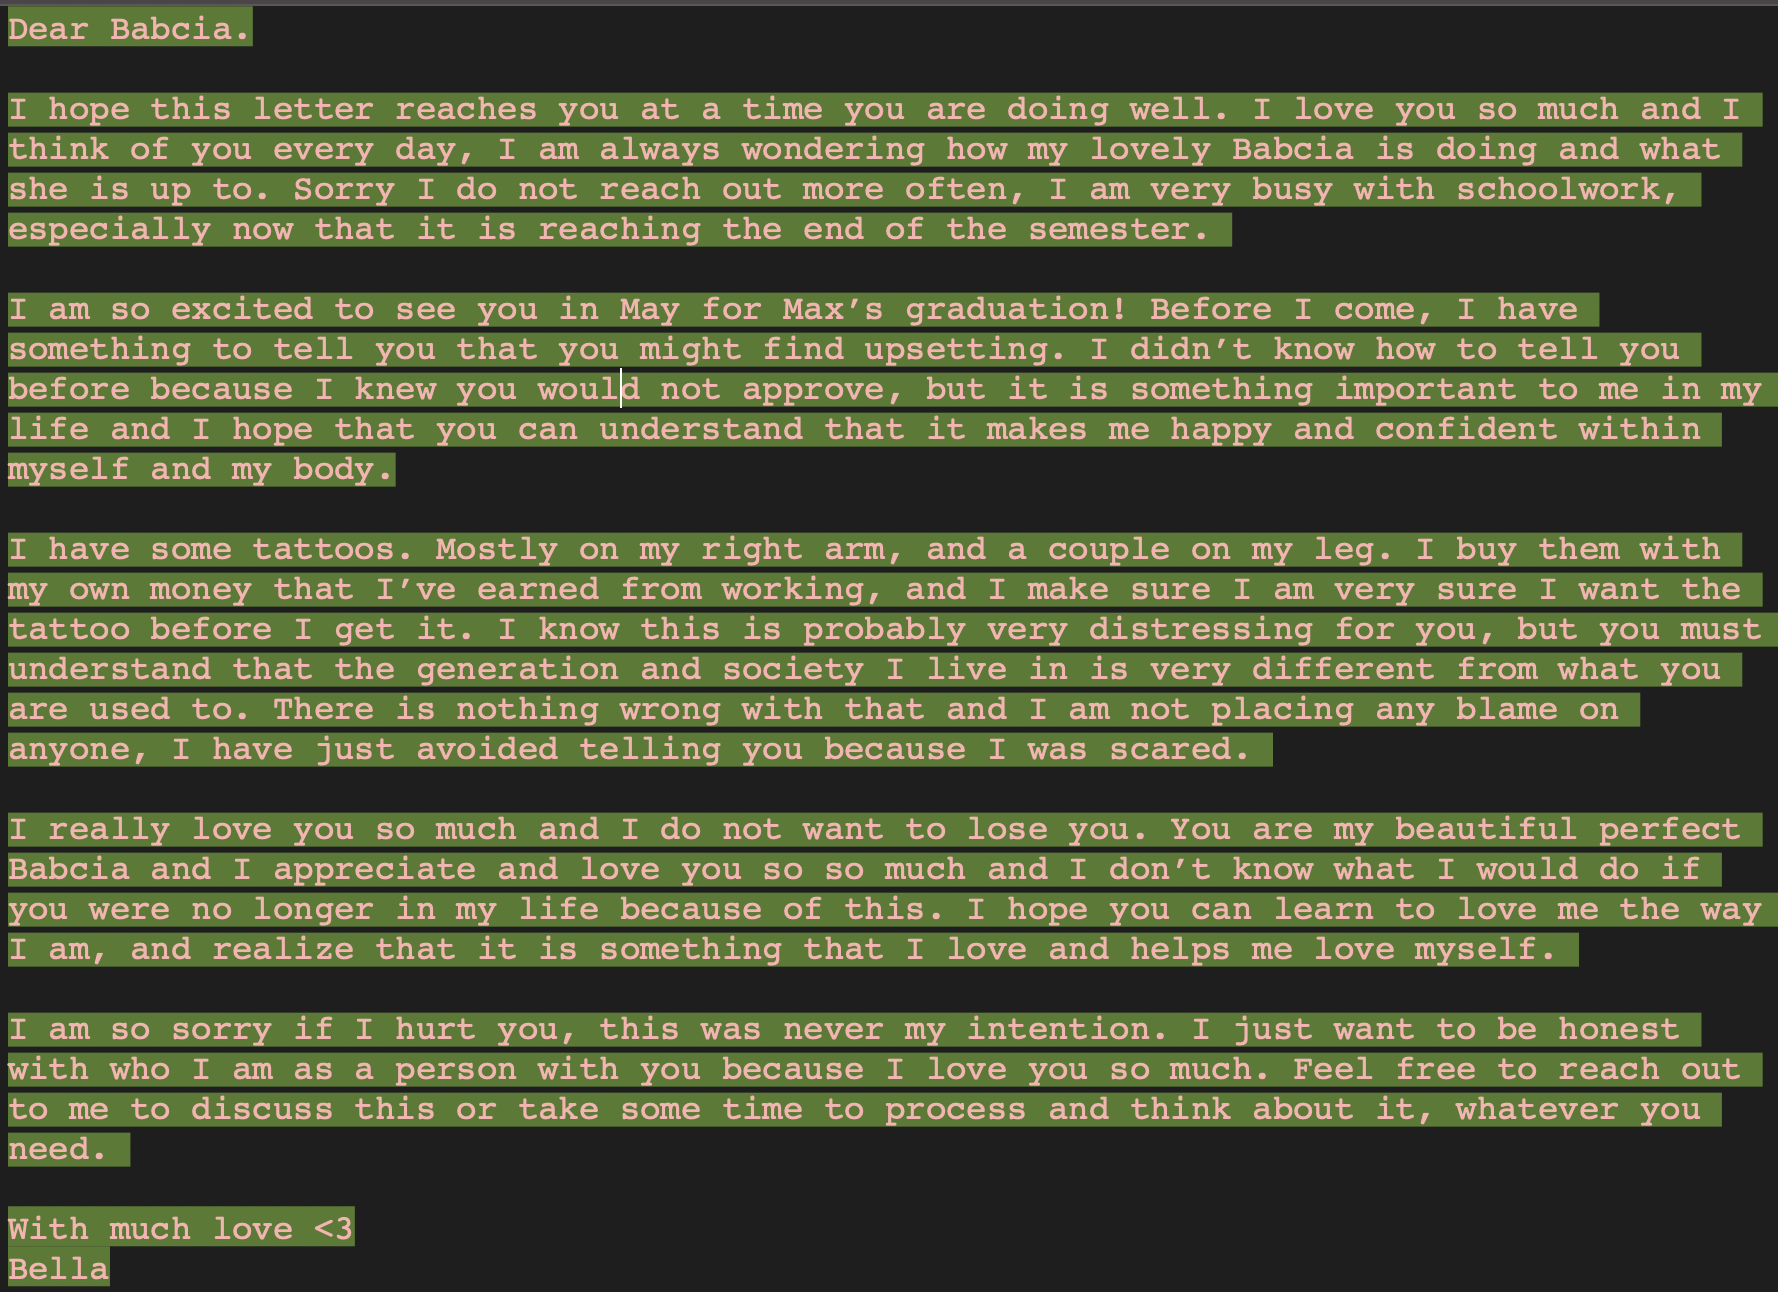 Dear Babcia.
I hope this letter reaches you at a time you are doing well. I love you so much and I
think of you every day, I am always wondering how my lovely Babcia is doing and what
she is up to. Sorry I do not reach out more often, I am very busy with schoolwork,
especially now that it is reaching the end of the semester.
I am so excited to see you in May for Max’s graduation! Before I come, I have
something to tell you that you might find upsetting. I didn’t know how to tell you
before because I knew you would not approve, but it is something important to me in my
life and I hope that you can understand that it makes me happy and confident within
myself and my body.
I have some tattoos. Mostly on my right arm, and a couple on my leg. I buy them with
my own money that I’ve earned from working, and I make sure I am very sure I want the
tattoo before I get it. I know this is probably very distressing for you, but you must
understand that the generation and society I live in is very different from what you
are used to. There is nothing wrong with that and I am not placing any blame on
anyone, I have just avoided telling you because I was scared.
I really love you so much and I do not want to lose you. You are my beautiful perfect
Babcia and I appreciate and love you so so much and I don’t know what I would do if
you were no longer in my life because of this. I hope you can learn to love me the way
I am, and realize that it is something that I love and helps me love myself.
I am so sorry if I hurt you, this was never my intention. I just want to be honest
with who I am as a person with you because I love you so much. Feel free to reach out
to me to discuss this or take some time to process and think about it, whatever you
need.
With much love <3
Bella